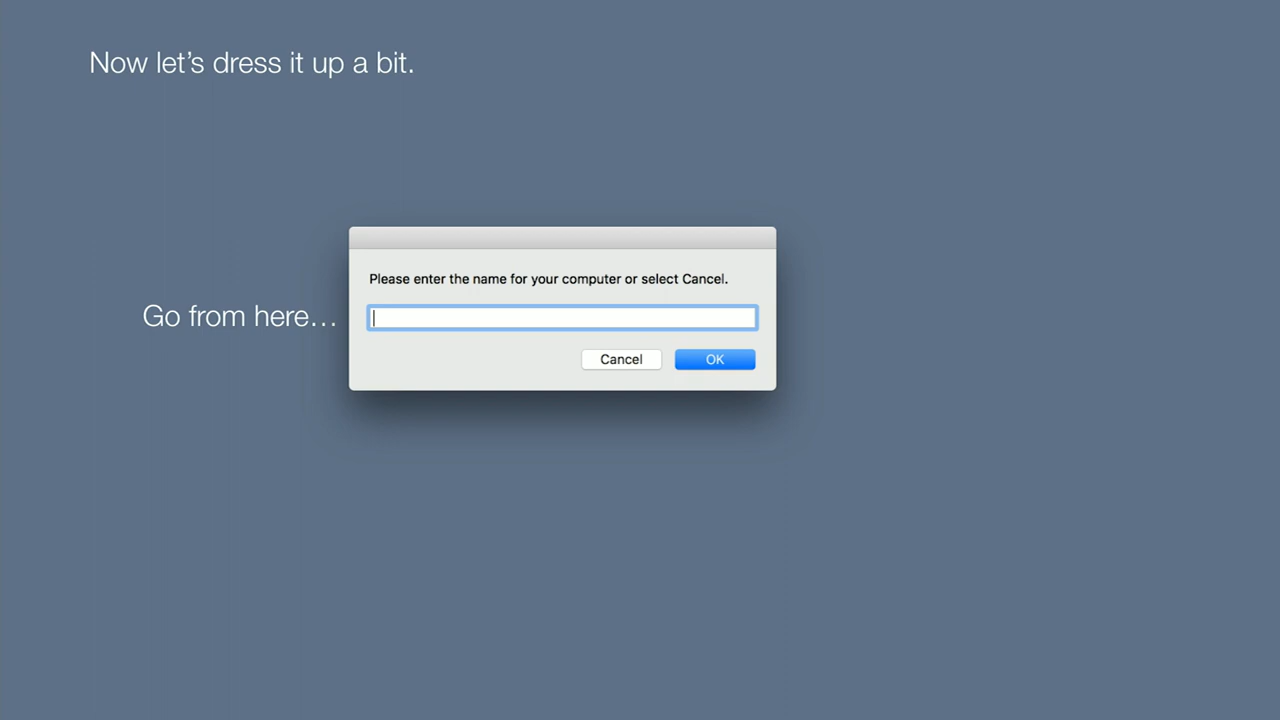 Now let's dress it up a bit.
Please enter the name for your computer or select Cancel.
Go from here…
Cancel
OK